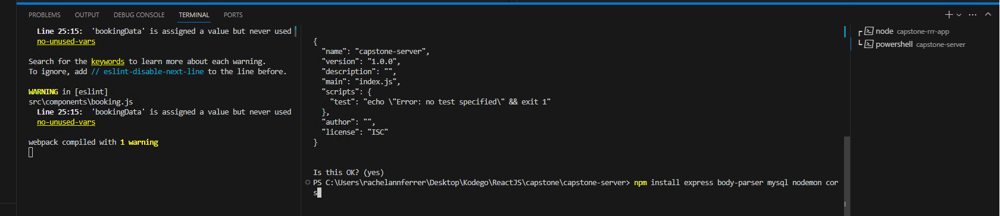 PROBLEMS OUTPUT DEBUG CONSOLE TERMINAL PORTS
Line 25:15: 'bookingData' is assigned a value but never used
no-unused-vars
Search for the keywords to learn more about each warning.
To ignore, add // eslint-disable-next-line to the line before.
WARNING in [eslint]
src\components\booking.js
Line 25:15: 'bookingData' is assigned a value but never used
no-unused-vars
webpack compiled with 1 warning
{
"name": "capstone-server",
"version": "1.0.0",
"description": "",
"main": "index.js",
"scripts": {
"test": "echo \"Error: no test specified\" && exit 1"
},
"author": "",
"license": "ISC"
}
Is this OK? (yes)
PS C:\Users\rachelannferrer\Desktop\Kodego\ReactJS\capstone\capstone-server> npm install express body-parser mysql nodemon cor
s
node capstone-rrr-app
powershell capstone-server